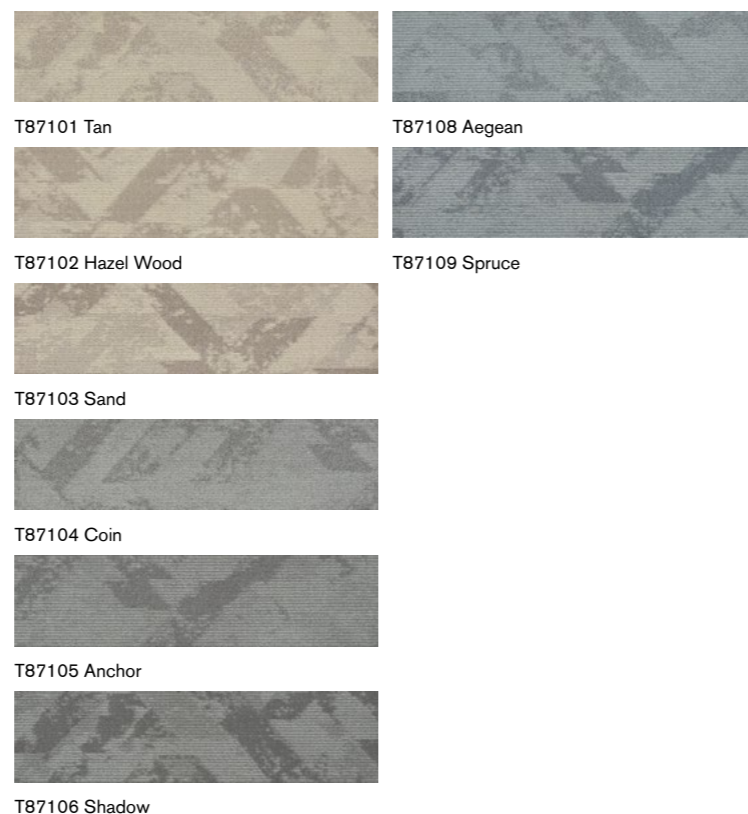 T87101 Tan
T87102 Hazel Wood
T87103 Sand
T87104 Coin
T87105 Anchor
T87106 Shadow
T87108 Aegean
T87109 Spruce